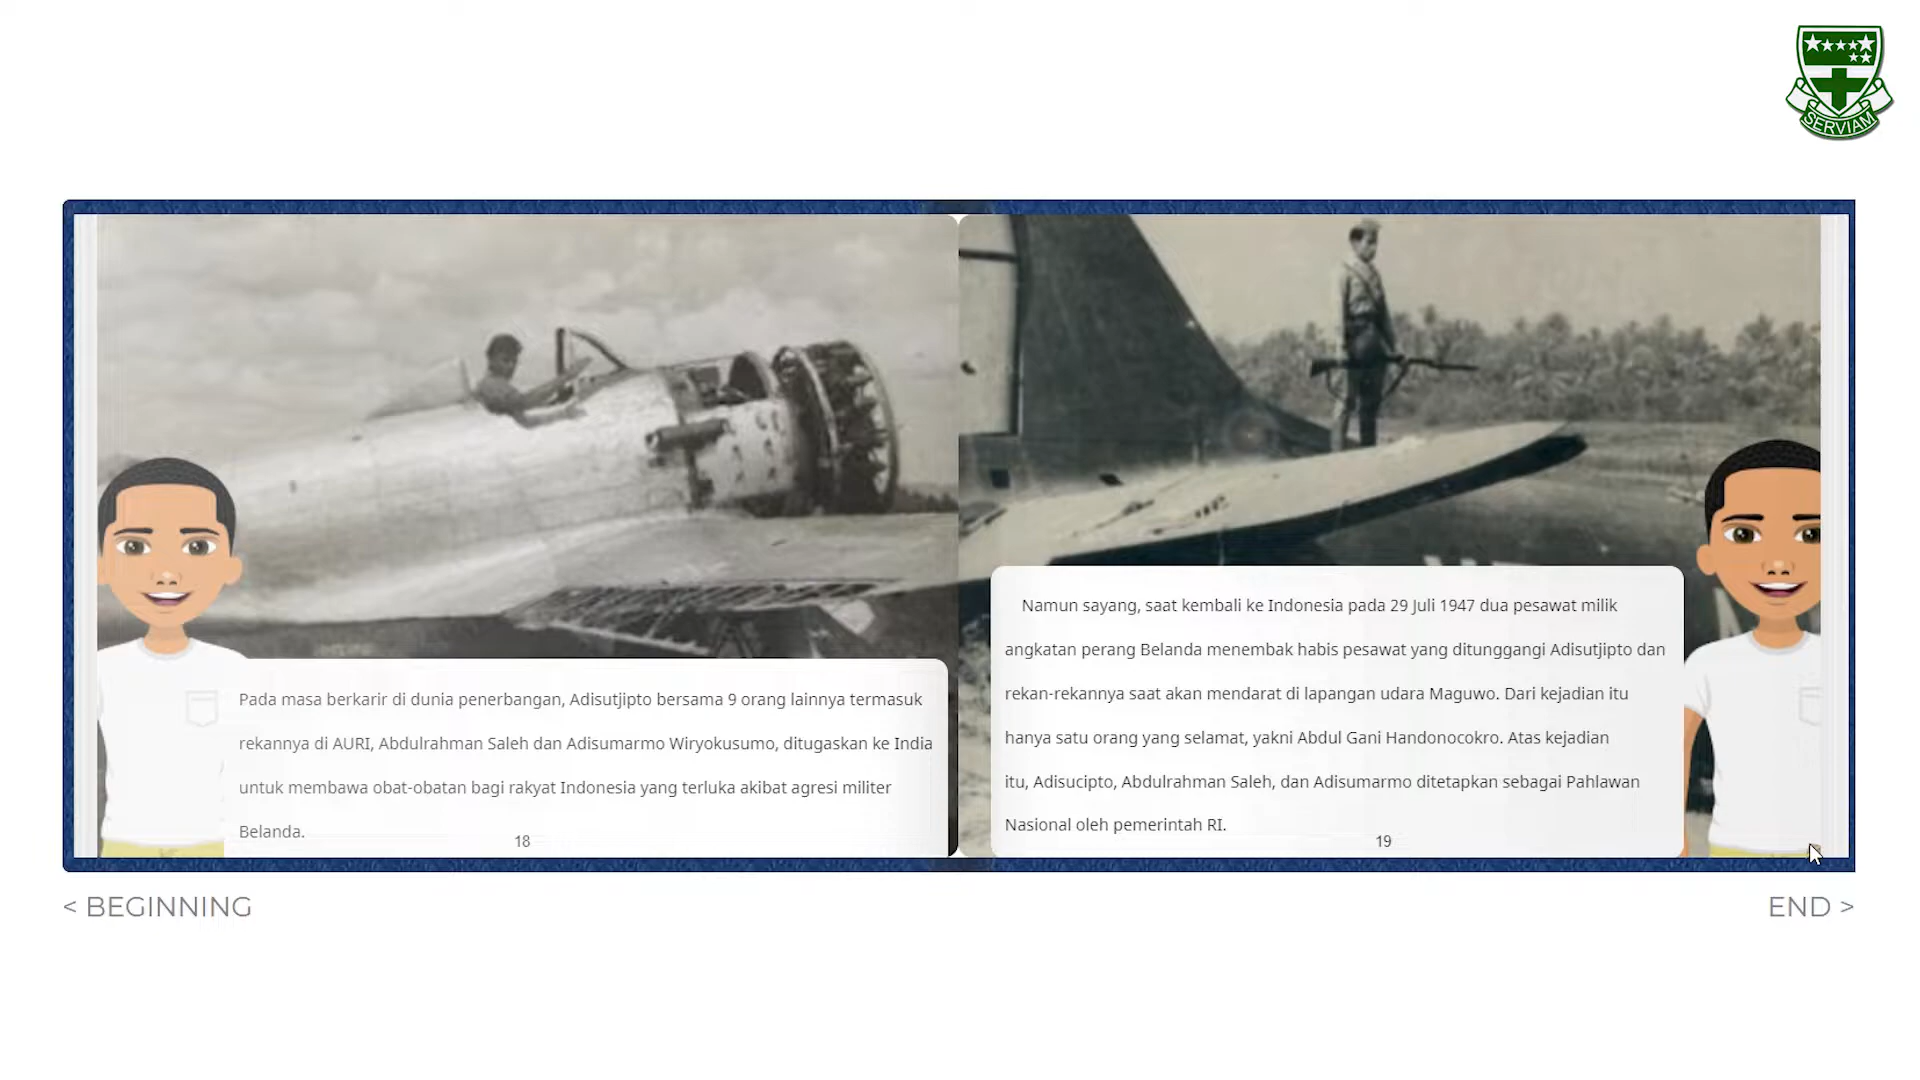 SERVIAM
Pada masa berkarir di dunia penerbangan, Adisutjipto bersama 9 orang lainnya termasuk
rekannya di AURI, Abdulrahman Saleh dan Adisumarmo Wiryokusumo, ditugaskan ke India
untuk membawa obat-obatan bagi rakyat Indonesia yang terluka akibat agresi militer
Belanda.
18
Namun sayang, saat kembali ke Indonesia pada 29 Juli 1947 dua pesawat milik
angkatan perang Belanda menembak habis pesawat yang ditunggangi Adisutjipto dan
rekan-rekannya saat akan mendarat di lapangan udara Maguwo. Dari kejadian itu
hanya satu orang yang selamat, yakni Abdul Gani Handonocokro. Atas kejadian
itu, Adisucipto, Abdulrahman Saleh, dan Adisumarmo ditetapkan sebagai Pahlawan
Nasional oleh pemerintah RI.
19
< BEGINNING
END >